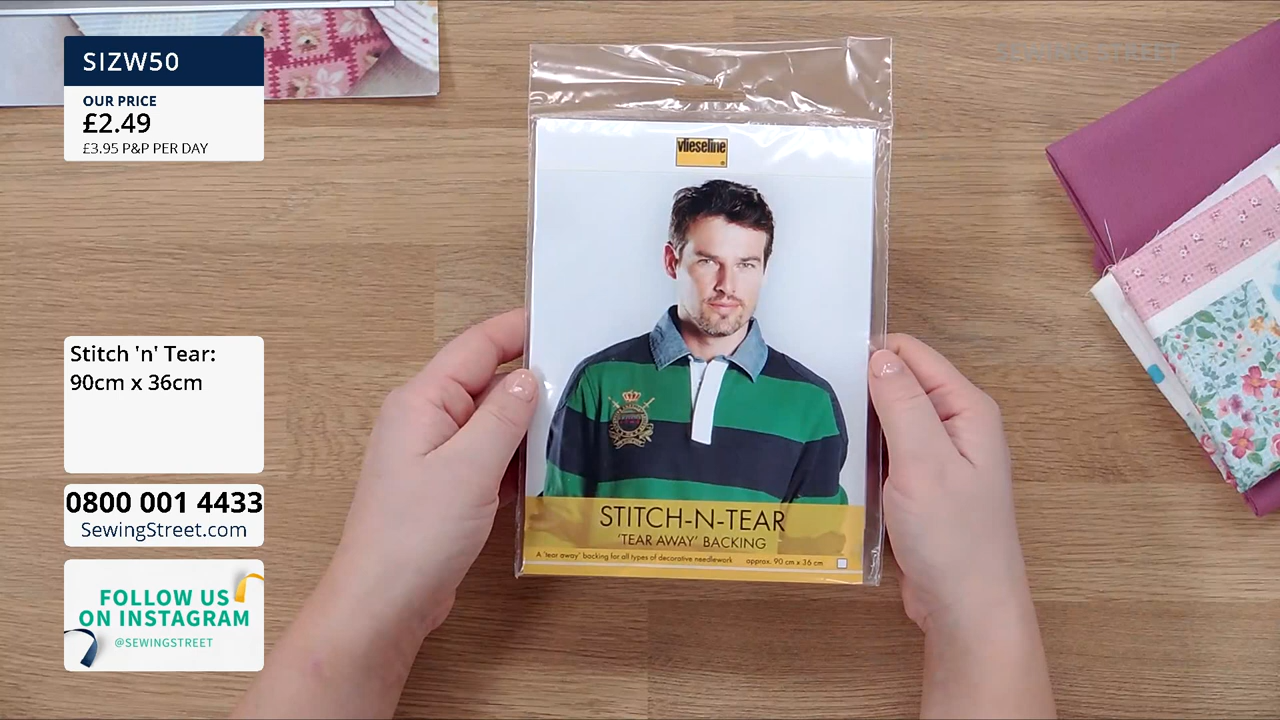 SIZW50
OUR PRICE
£2.49
£3.95 P&P PER DAY
Stitch 'n' Tear:
90cm x 36cm
0800 001 4433
SewingStreet.com
FOLLOW US
ON INSTAGRAM
@SEWINGSTREET
SEWING STREET
vlieseline
STITCH-N-TEAR
'TEAR AWAY' BACKING
A 'tear away' backing for all types of decorative needlework approx. 90 cm x 36 cm